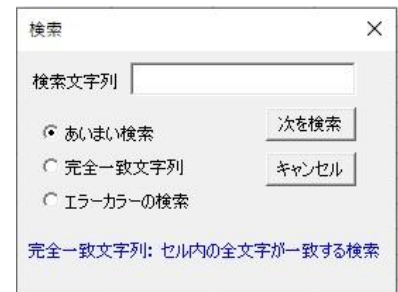 検索
検索文字列
あいまい検索
次を検索
完全一致文字列
キャンセル
エラーカラーの検索
完全一致文字列: セル内の全文字が一致する検索